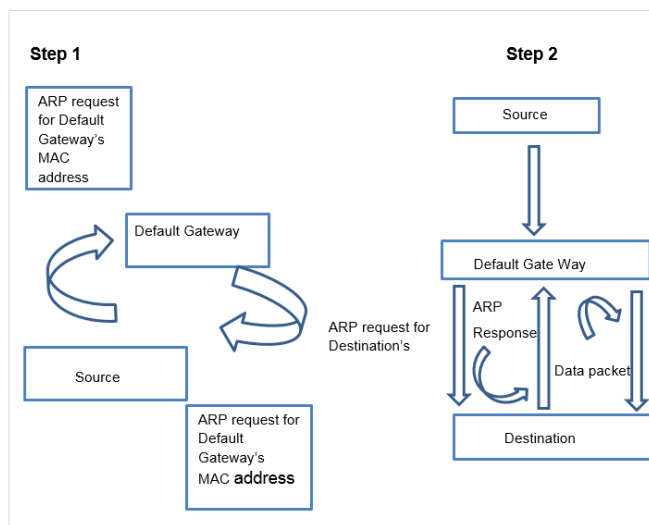 Step 1
ARP request
for Default
Gateway's
MAC
address
Default Gateway
Source
ARP request for
Default
Gateway's
MAC address
Step 2
Source
Default Gate Way
ARP
Response
ARP request for
Destination's
Data packet
Destination